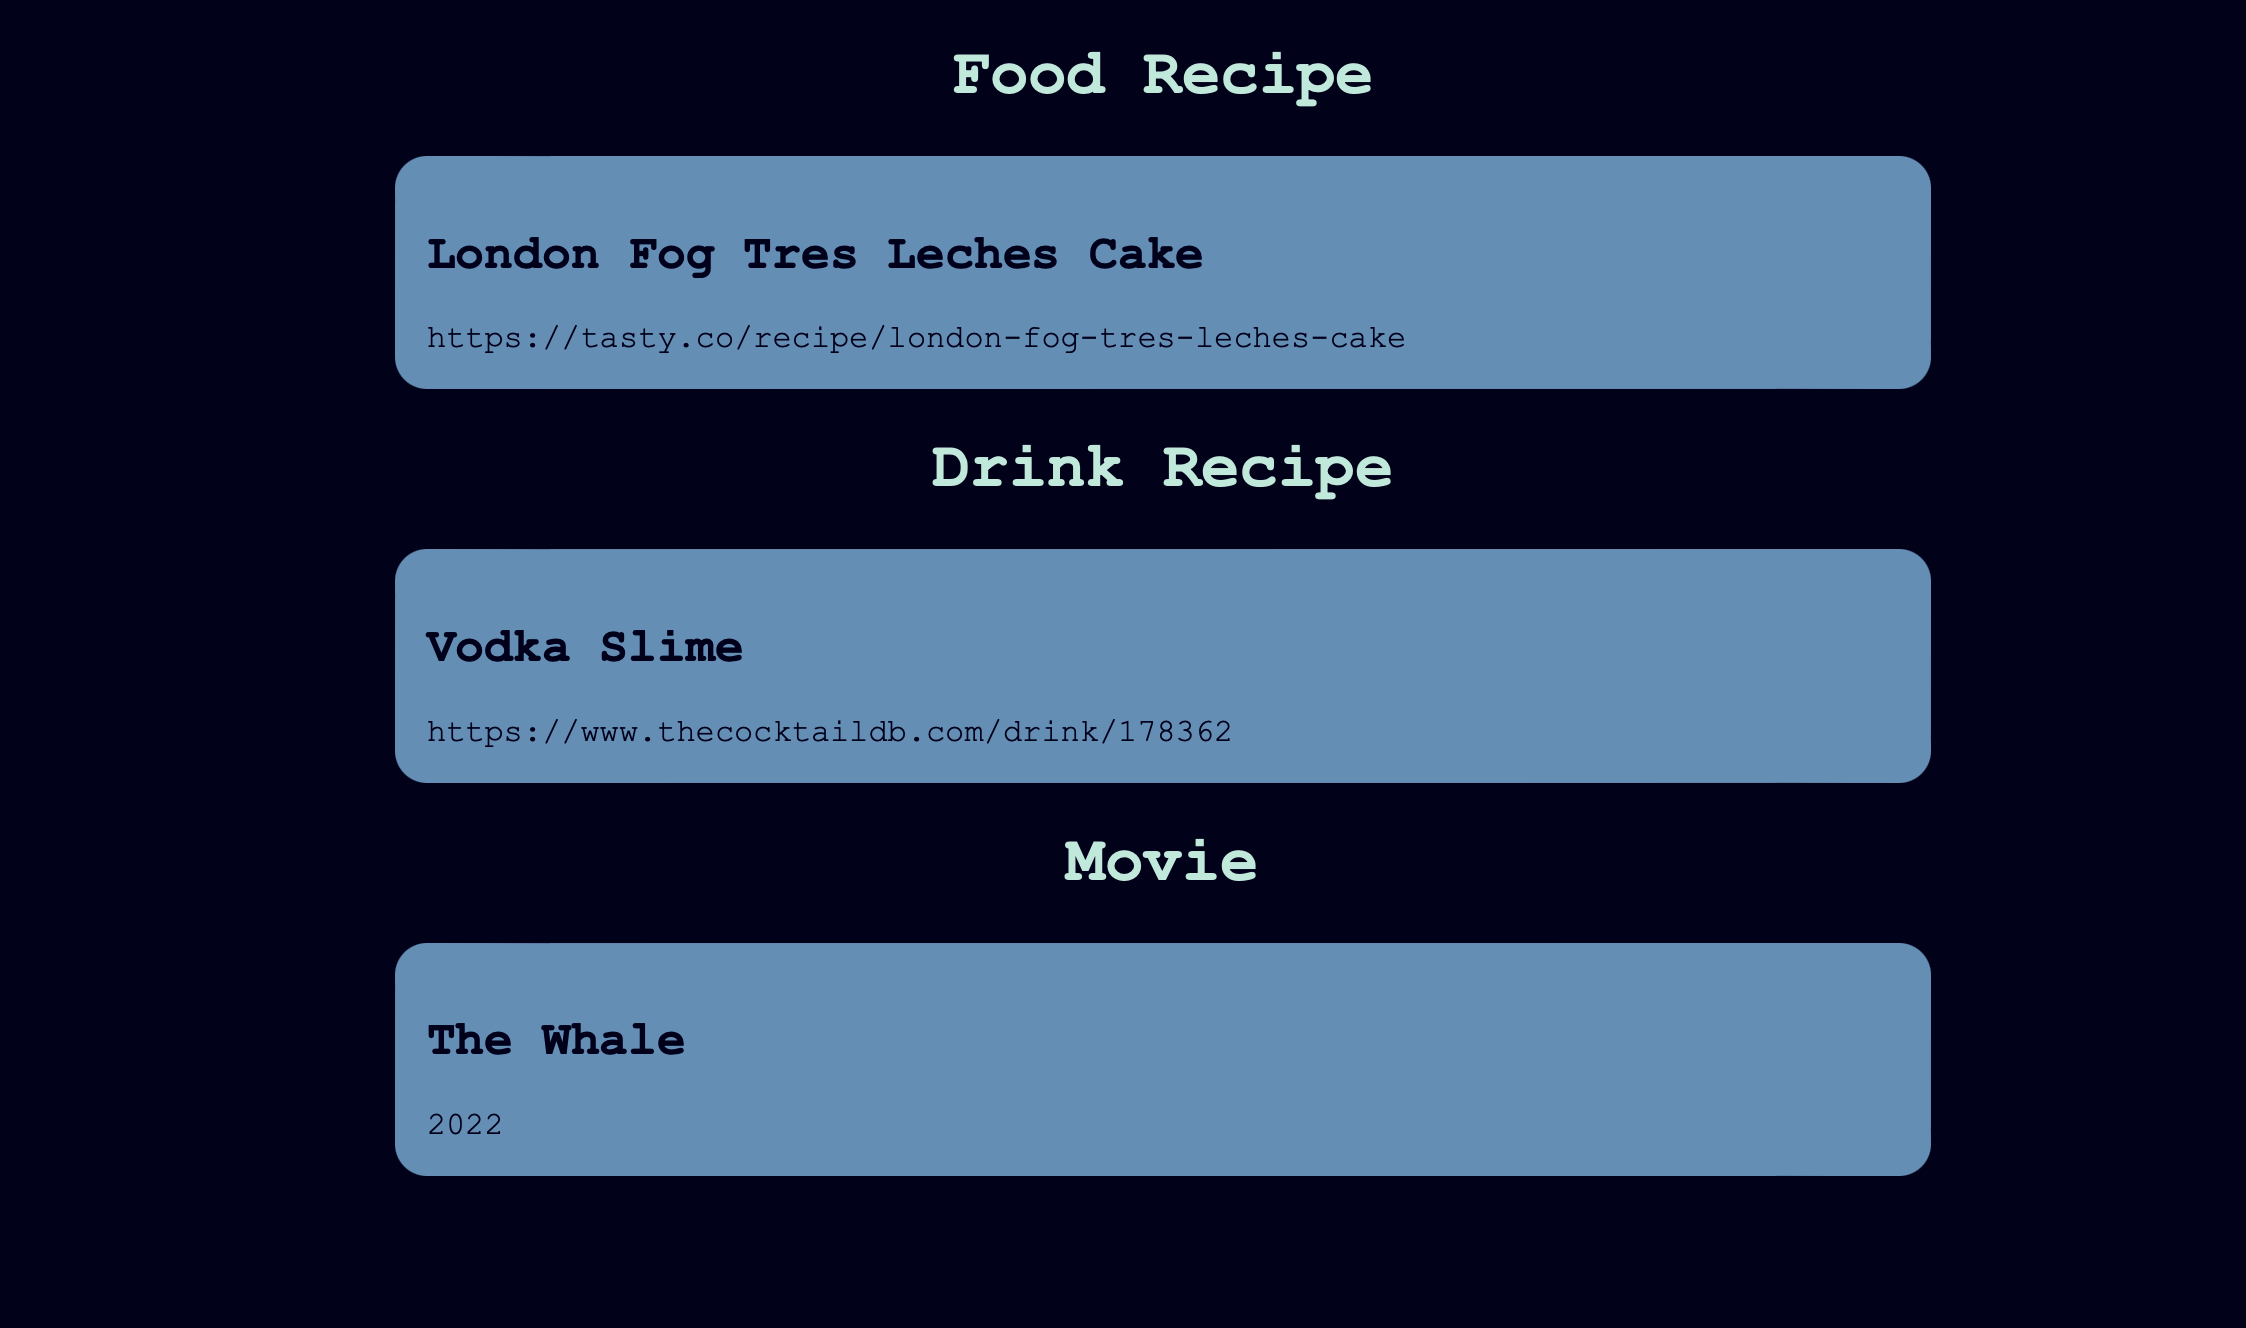 Food Recipe
London Fog Tres Leches Cake
https://tasty.co/recipe/london-fog-tres-leches-cake
Drink Recipe
Vodka Slime
https://www.thecocktaildb.com/drink/178362
Movie
The Whale
2022